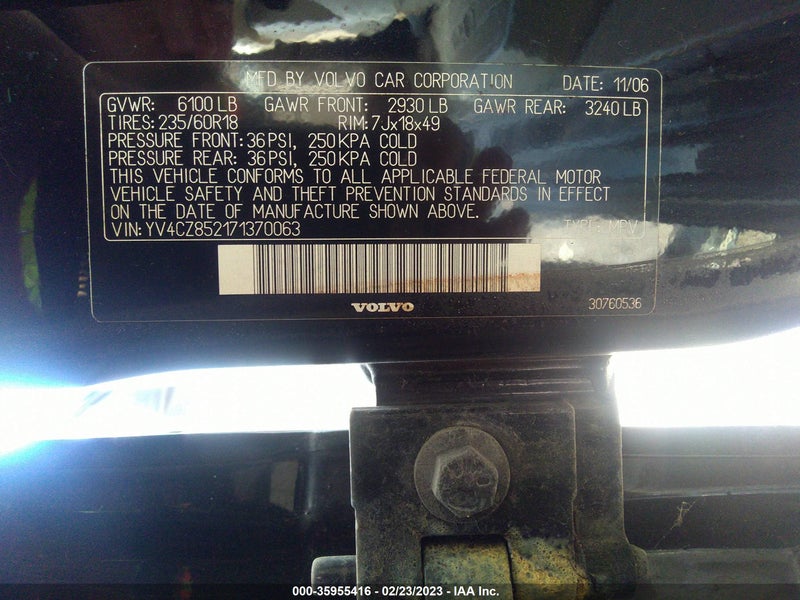 MFD BY VOLVO CAR CORPORATION DATE: 11/06
GVWR: 6100 LB GAWR FRONT: 2930 LB GAWR REAR: 3240 LB
TIRES: 235/60R18 RIM: 7Jx18x49
PRESSURE FRONT: 36 PSI, 250 KPA COLD
PRESSURE REAR: 36 PSI, 250 KPA COLD
THIS VEHICLE CONFORMS TO ALL APPLICABLE FEDERAL MOTOR
VEHICLE SAFETY AND THEFT PREVENTION STANDARDS IN EFFECT
ON THE DATE OF MANUFACTURE SHOWN ABOVE.
VIN: YV4CZ852171370063 TYPE: MPV
VOLVO
30760536
000-35955416 - 02/23/2023 - IAA Inc.